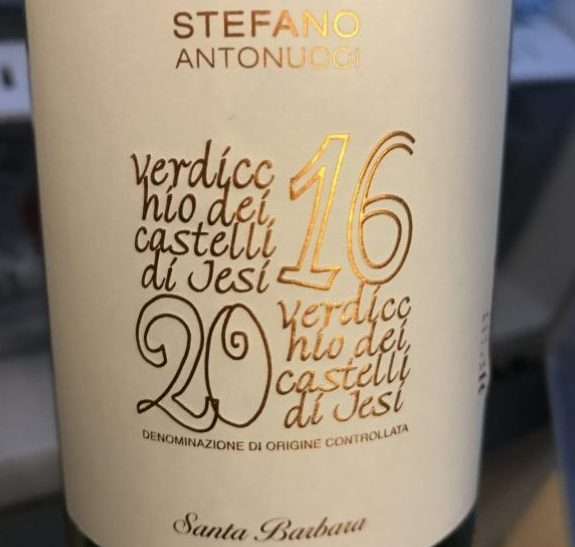 STEFANO
ANTONUCCI
verdicc
hio dei
castelli
di Jesi
16
20
verdicc
hio dei
castelli
di Jesi
DENOMINAZIONE DI ORIGINE CONTROLLATA
Santa Barbara